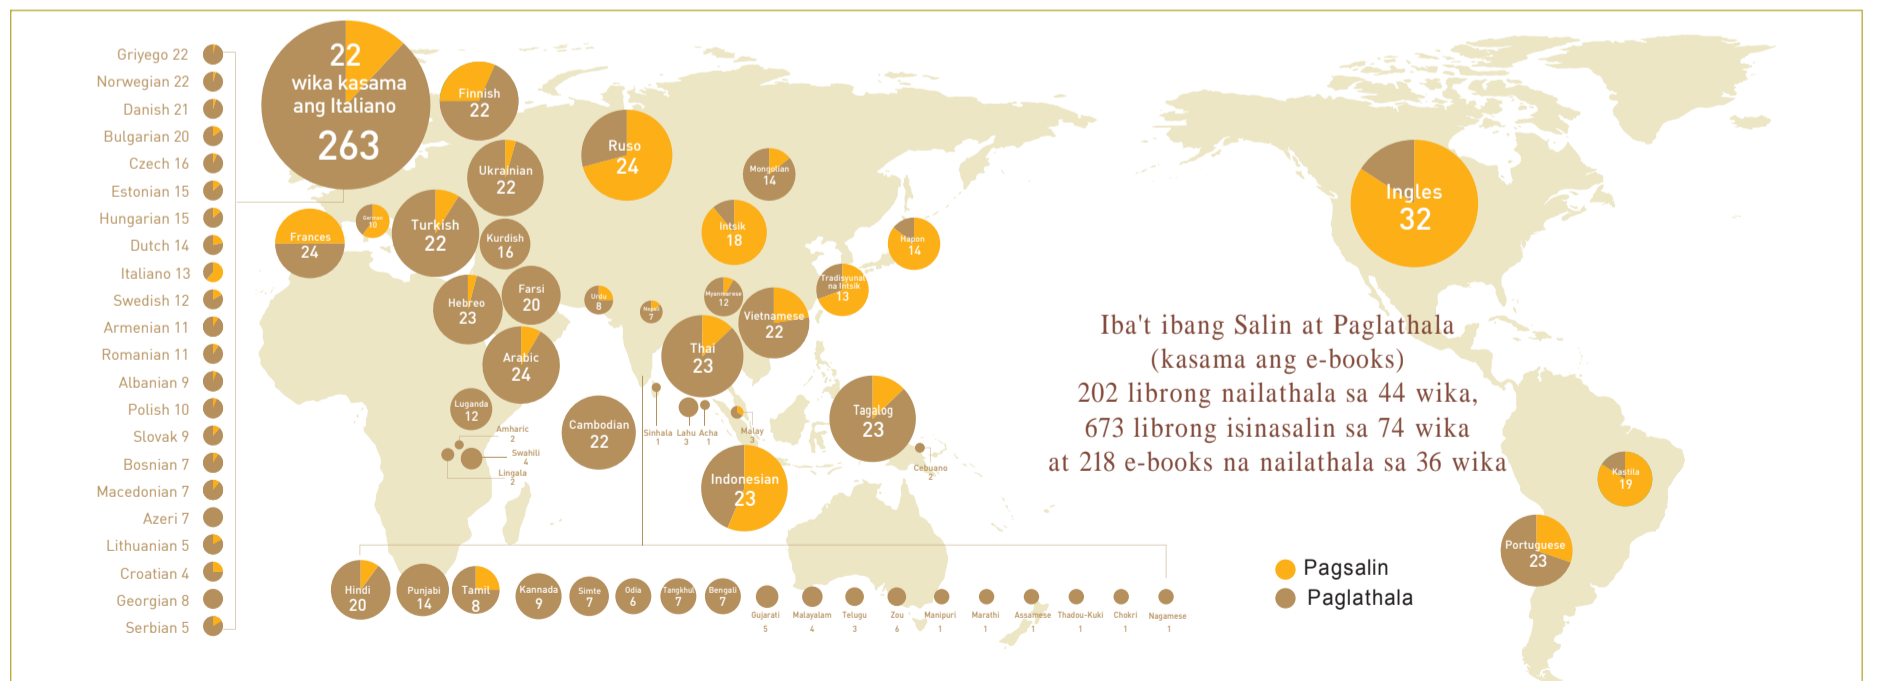 Griyego 22
Norwegian 22
Danish 21
Bulgarian 20
Czech 16
Estonian 15
Hungarian 15
Dutch 14
Italiano 13
Swedish 12
Armenian 11
Romanian 11
Albanian 9
Polish 10
Slovak 9
Bosnian 7
Macedonian 7
Azeri 7
Lithuanian 5
Croatian 4
Georgian 8
Serbian 5
22
wika kasama
ang Italiano
263
Finnish
22
Ukrainian
22
Ruso
24
Mongolian
14
Frances
24
German
10
Turkish
22
Kurdish
16
Intsik
18
Hapon
14
Hebreo
23
Farsi
20
Urdu
8
Nepali
7
Myanmarese
12
Vietnamese
22
Tradisyunal
na Intsik
13
Arabic
24
Thai
23
Luganda
12
Amharic
2
Swahili
4
Lingala
2
Cambodian
22
Sinhala
1
Lahu
3
Acha
1
Malay
3
Tagalog
23
Cebuano
2
Indonesian
23
Ingles
32
Kastila
19
Portuguese
23
Iba't ibang Salin at Paglathala
(kasama ang e-books)
202 librong nailathala sa 44 wika,
673 librong isinasalin sa 74 wika
at 218 e-books na nailathala sa 36 wika
Pagsalin
Paglathala
Hindi
20
Punjabi
14
Tamil
8
Kannada
9
Simte
7
Odia
6
Tangkhul
7
Bengali
7
Gujarati
5
Malayalam
4
Telugu
3
Zou
6
Manipuri
1
Marathi
1
Assamese
1
Thadou-Kuki
1
Chokri
1
Nagamese
1